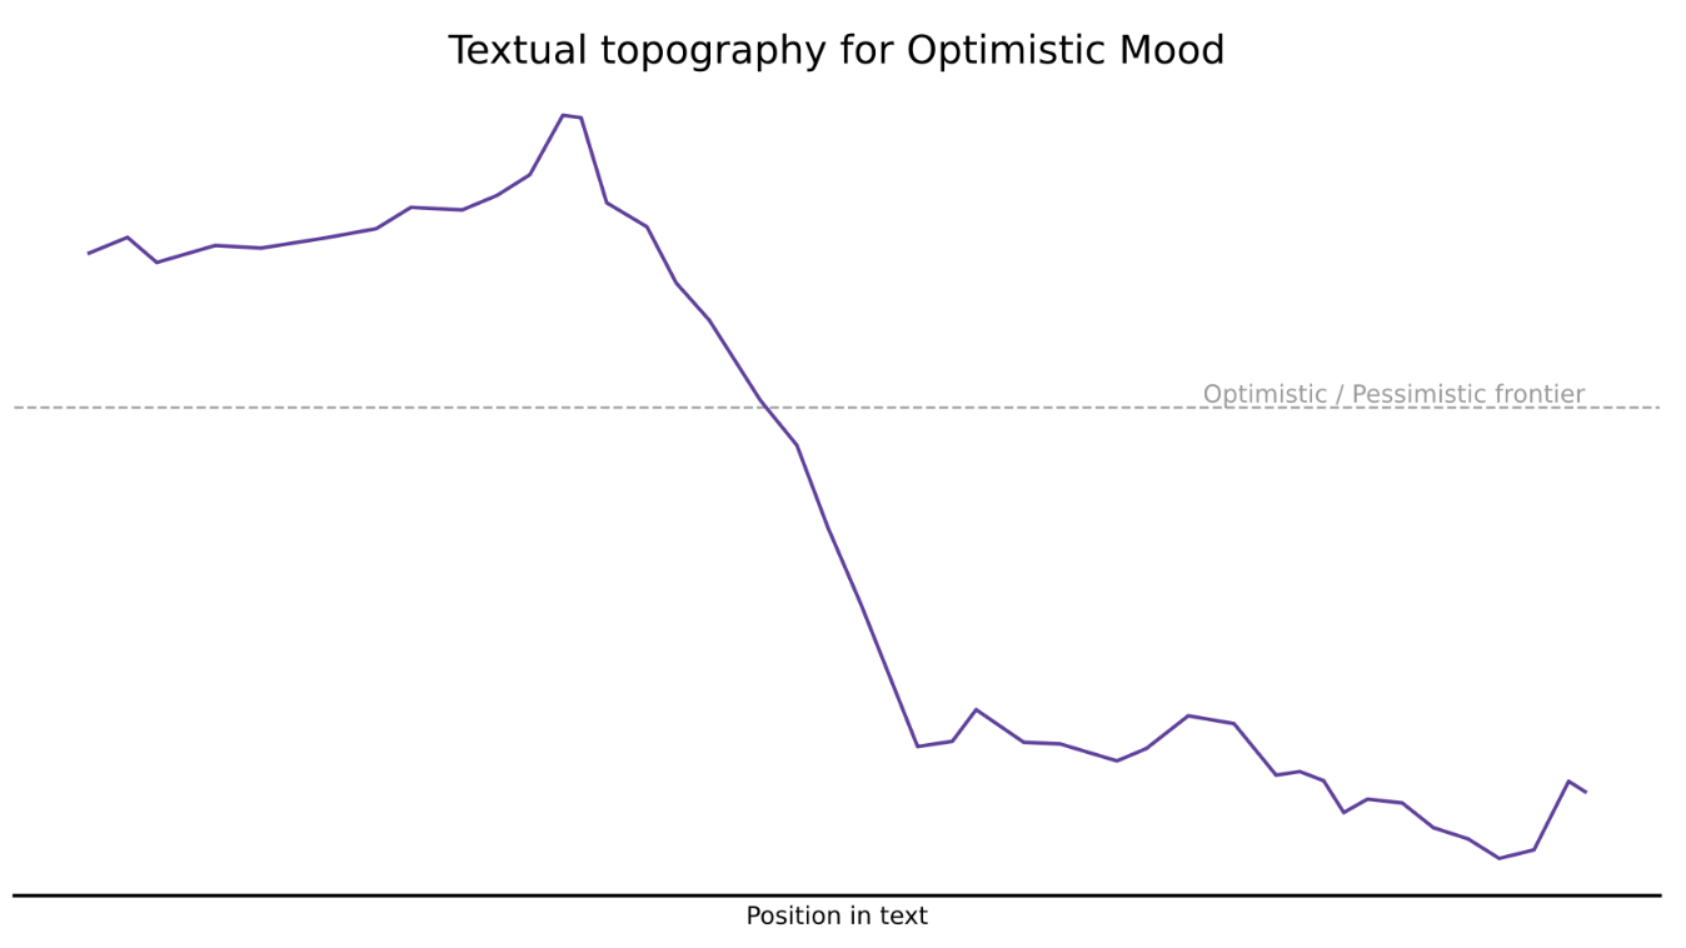 Textual topography for Optimistic Mood
Optimistic / Pessimistic frontier
Position in text